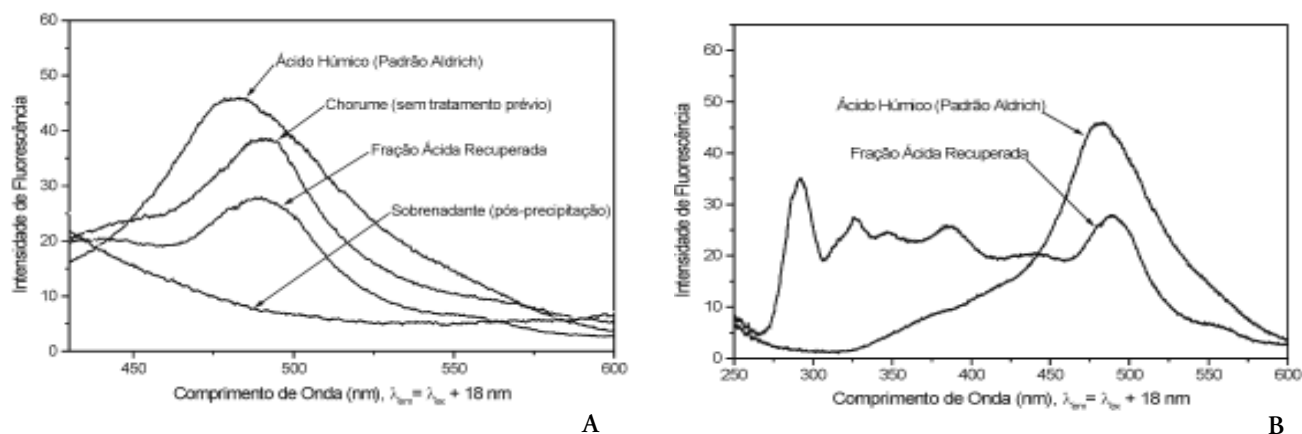 60
50
40
30
20
10
0
Intensidade de Fluorescência
Ácido Húmico (Padrão Aldrich)
Chorume (sem tratamento prévio)
Fração Ácida Recuperada
Sobrenadante (pós-precipitação)
450
500
550
600
Comprimento de Onda (nm), λem= λex + 18 nm
A
60
50
40
30
20
10
0
Intensidade de Fluorescência
Ácido Húmico (Padrão Aldrich)
Fração Ácida Recuperada
250
300
350
400
450
500
550
600
Comprimento de Onda (nm), λem= λex + 18 nm
B